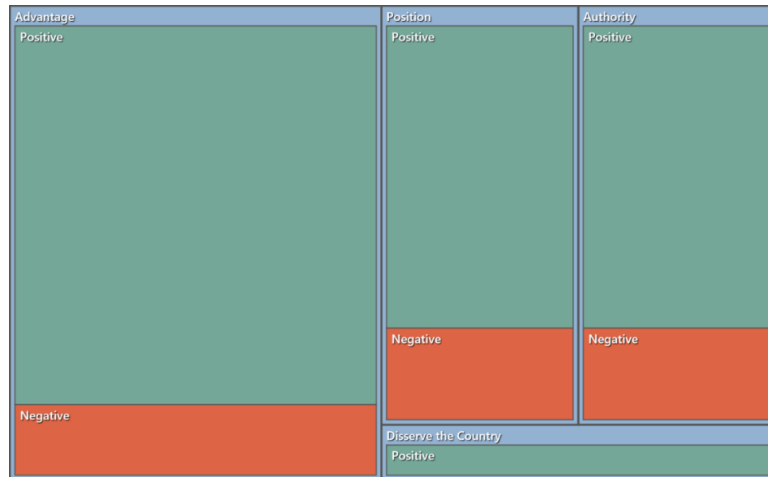 Advantage
Positive
Negative
Position
Positive
Negative
Authority
Positive
Negative
Disserve the Country
Positive